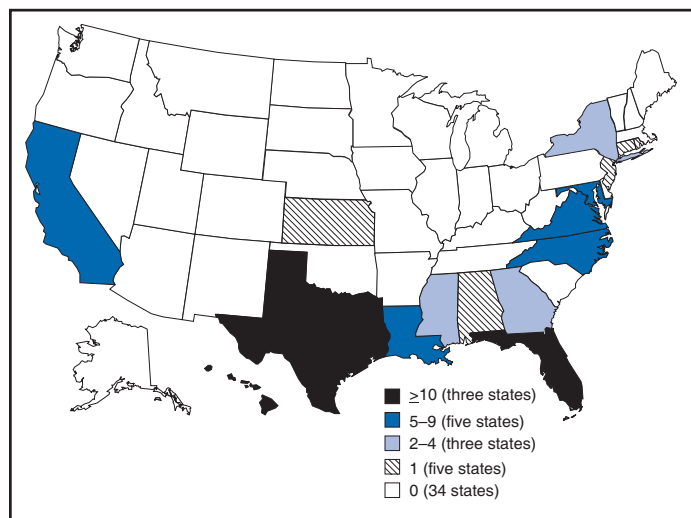 ≥10 (three states)
5–9 (five states)
2–4 (three states)
1 (five states)
0 (34 states)